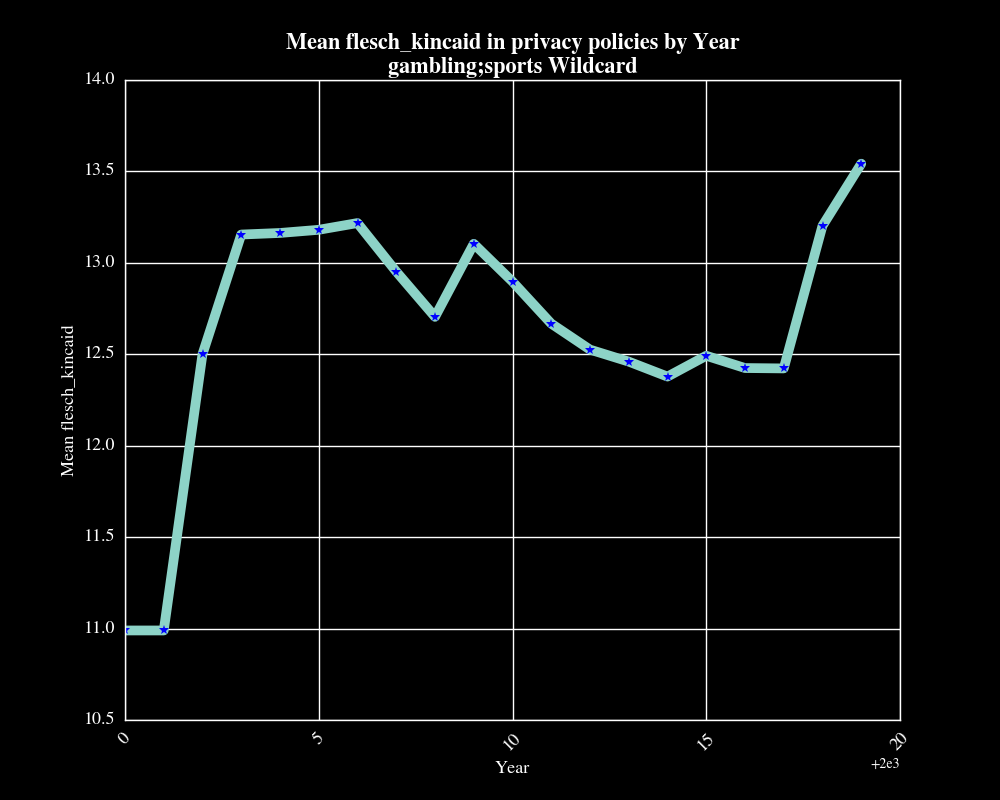 Mean flesch_kincaid in privacy policies by Year
gambling;sports Wildcard
14.0
13.5
13.0
12.5
12.0
11.5
11.0
10.5
Mean flesch_kincaid
0
5
10
15
20
+2e3
Year